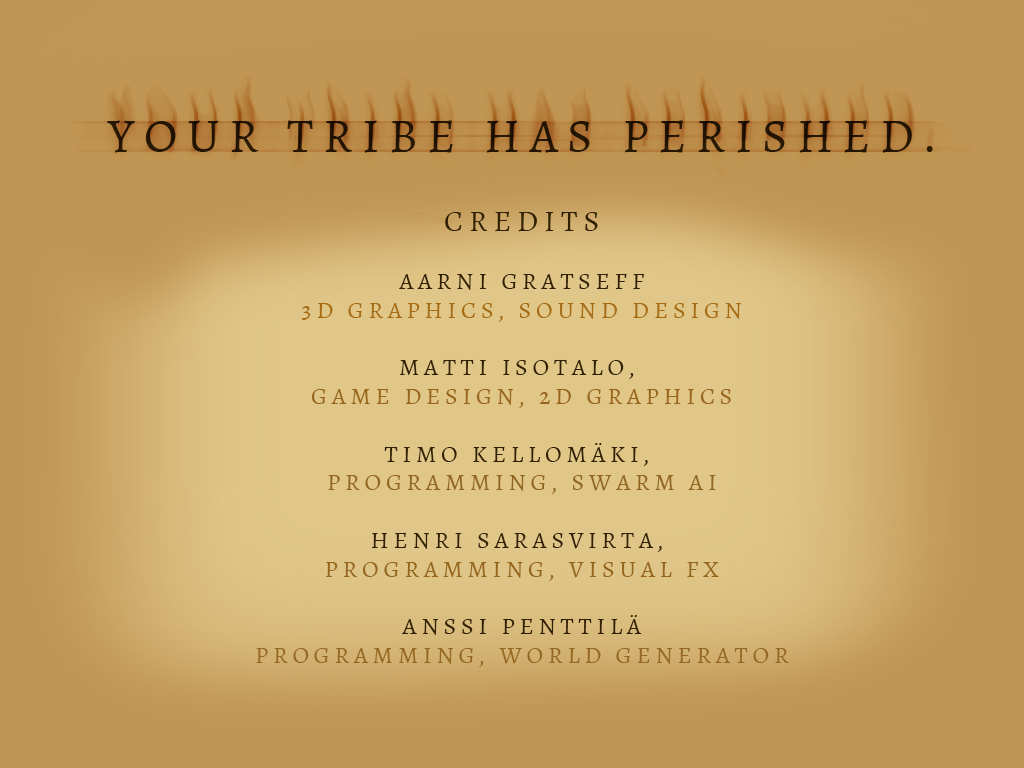 YOUR TRIBE HAS PERISHED.
CREDITS
AARNI GRATSEFF
3D GRAPHICS, SOUND DESIGN
MATTI ISOTALO,
GAME DESIGN, 2D GRAPHICS
TIMO KELLOMÄKI,
PROGRAMMING, SWARM AI
HENRI SARASVIRTA,
PROGRAMMING, VISUAL FX
ANSSI PENTTILÄ
PROGRAMMING, WORLD GENERATOR